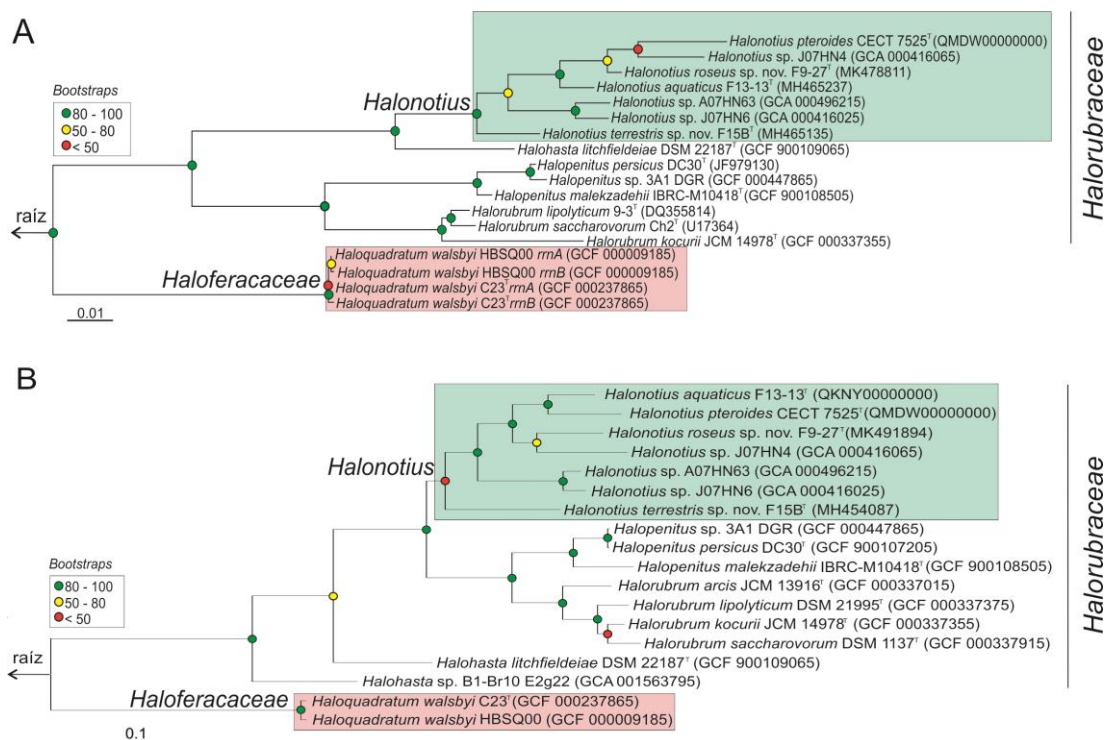 A
Halorubraceae
Halonotius pteroides CECT 7525ᵀ (QMDW00000000)
Halonotius sp. J07HN4 (GCA 000416065)
Halonotius roseus sp. nov. F9-27ᵀ (MK478811)
Halonotius aquaticus F13-13ᵀ (MH465237)
Halonotius sp. A07HN63 (GCA 000496215)
Halonotius sp. J07HN6 (GCA 000416025)
Halonotius terrestris sp. nov. F15Bᵀ (MH465135)
Halonotius
Bootstraps
80 - 100
50 - 80
< 50
Halohasta litchfieldeiae DSM 22187ᵀ (GCF 900109065)
Halopenitus persicus DC30ᵀ (JF979130)
Halopenitus sp. 3A1 DGR (GCF 000447865)
Halopenitus malekzadehii IBRC-M10418ᵀ (GCF 900108505)
Halorubrum lipolyticum 9-3ᵀ (DQ355814)
Halorubrum saccharovorum Ch2ᵀ (U17364)
Halorubrum kocurii JCM 14978ᵀ (GCF 000337355)
raíz
Haloquadratum walsbyi HBSQ00 rrnA (GCF 000009185)
Haloquadratum walsbyi HBSQ00 rrnB (GCF 000009185)
Haloquadratum walsbyi C23ᵀ rrnA (GCF 000237865)
Haloquadratum walsbyi C23ᵀ rrnB (GCF 000237865)
Haloferacaceae
0.01
B
Halorubraceae
Halonotius aquaticus F13-13ᵀ (QKNY00000000)
Halonotius pteroides CECT 7525ᵀ (QMDW00000000)
Halonotius roseus sp. nov. F9-27ᵀ (MK491894)
Halonotius sp. J07HN4 (GCA 000416065)
Halonotius sp. A07HN63 (GCA 000496215)
Halonotius sp. J07HN6 (GCA 000416025)
Halonotius terrestris sp. nov. F15Bᵀ (MH454087)
Halonotius
Halopenitus sp. 3A1 DGR (GCF 000447865)
Halopenitus persicus DC30ᵀ (GCF 900107205)
Halopenitus malekzadehii IBRC-M10418ᵀ (GCF 900108505)
Halorubrum arcis JCM 13916ᵀ (GCF 000337015)
Halorubrum lipolyticum DSM 21995ᵀ (GCF 000337375)
Halorubrum kocurii JCM 14978ᵀ (GCF 000337355)
Halorubrum saccharovorum DSM 1137ᵀ (GCF 000337915)
Bootstraps
80 - 100
50 - 80
< 50
Halohasta litchfieldeiae DSM 22187ᵀ (GCF 900109065)
Halohasta sp. B1-Br10 E2g22 (GCA 001563795)
raíz
Haloferacaceae
Haloquadratum walsbyi C23ᵀ (GCF 000237865)
Haloquadratum walsbyi HBSQ00 (GCF 000009185)
0.1